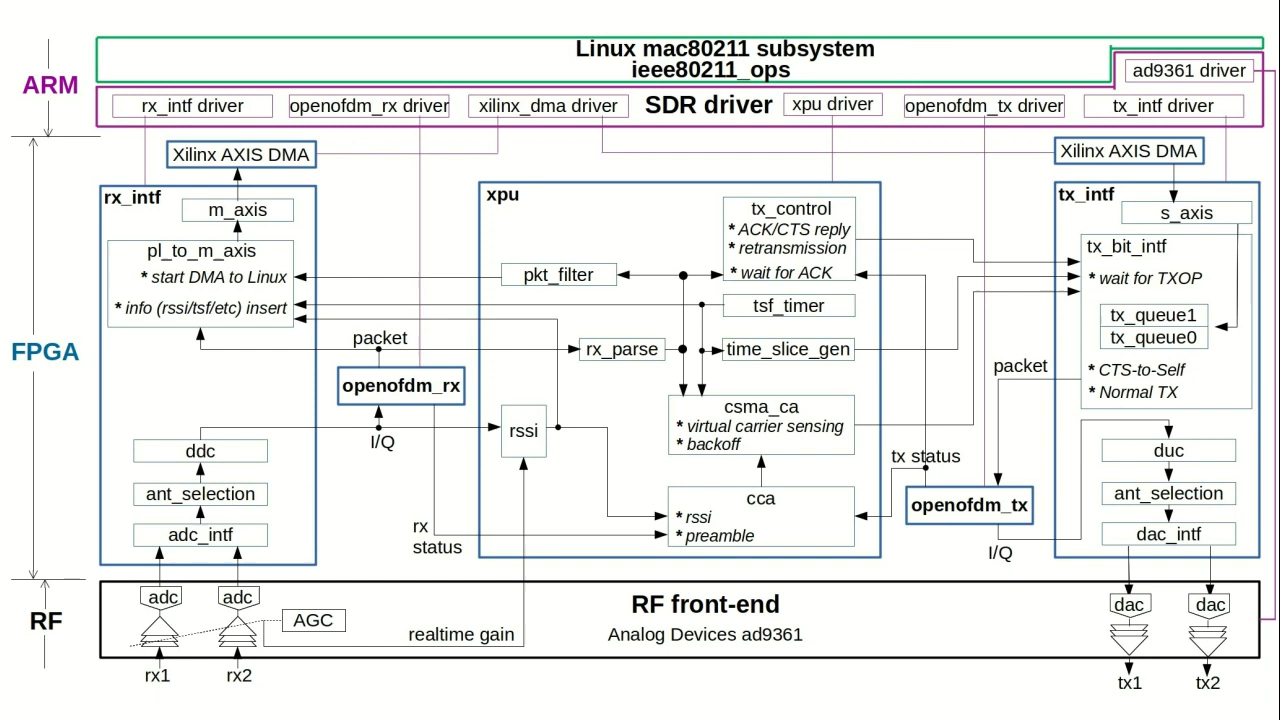 Linux mac80211 subsystem
ieee80211_ops
ARM
ad9361 driver
rx_intf driver
openofdm_rx driver
xilinx_dma driver
SDR driver
xpu driver
openofdm_tx driver
tx_intf driver
Xilinx AXIS DMA
Xilinx AXIS DMA
rx_intf
m_axis
pl_to_m_axis
* start DMA to Linux
* info (rssi/tsf/etc) insert
packet
openofdm_rx
I/Q
ddc
ant_selection
adc_intf
rx
status
FPGA
xpu
tx_control
* ACK/CTS reply
* retransmission
* wait for ACK
pkt_filter
tsf_timer
rx_parse
time_slice_gen
csma_ca
* virtual carrier sensing
* backoff
rssi
cca
* rssi
* preamble
tx status
openofdm_tx
packet
I/Q
tx_intf
s_axis
tx_bit_intf
* wait for TXOP
tx_queue1
tx_queue0
* CTS-to-Self
* Normal TX
duc
ant_selection
dac_intf
RF
adc
adc
AGC
realtime gain
RF front-end
Analog Devices ad9361
dac
dac
rx1
rx2
tx1
tx2